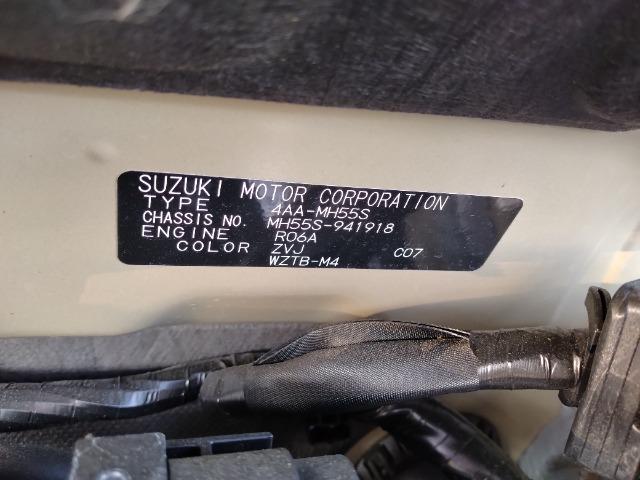 SUZUKI MOTOR CORPORATION
TYPE 4AA-MH55S
CHASSIS NO. MH55S-941918
ENGINE R06A
COLOR ZVJ C07
WZTB-M4